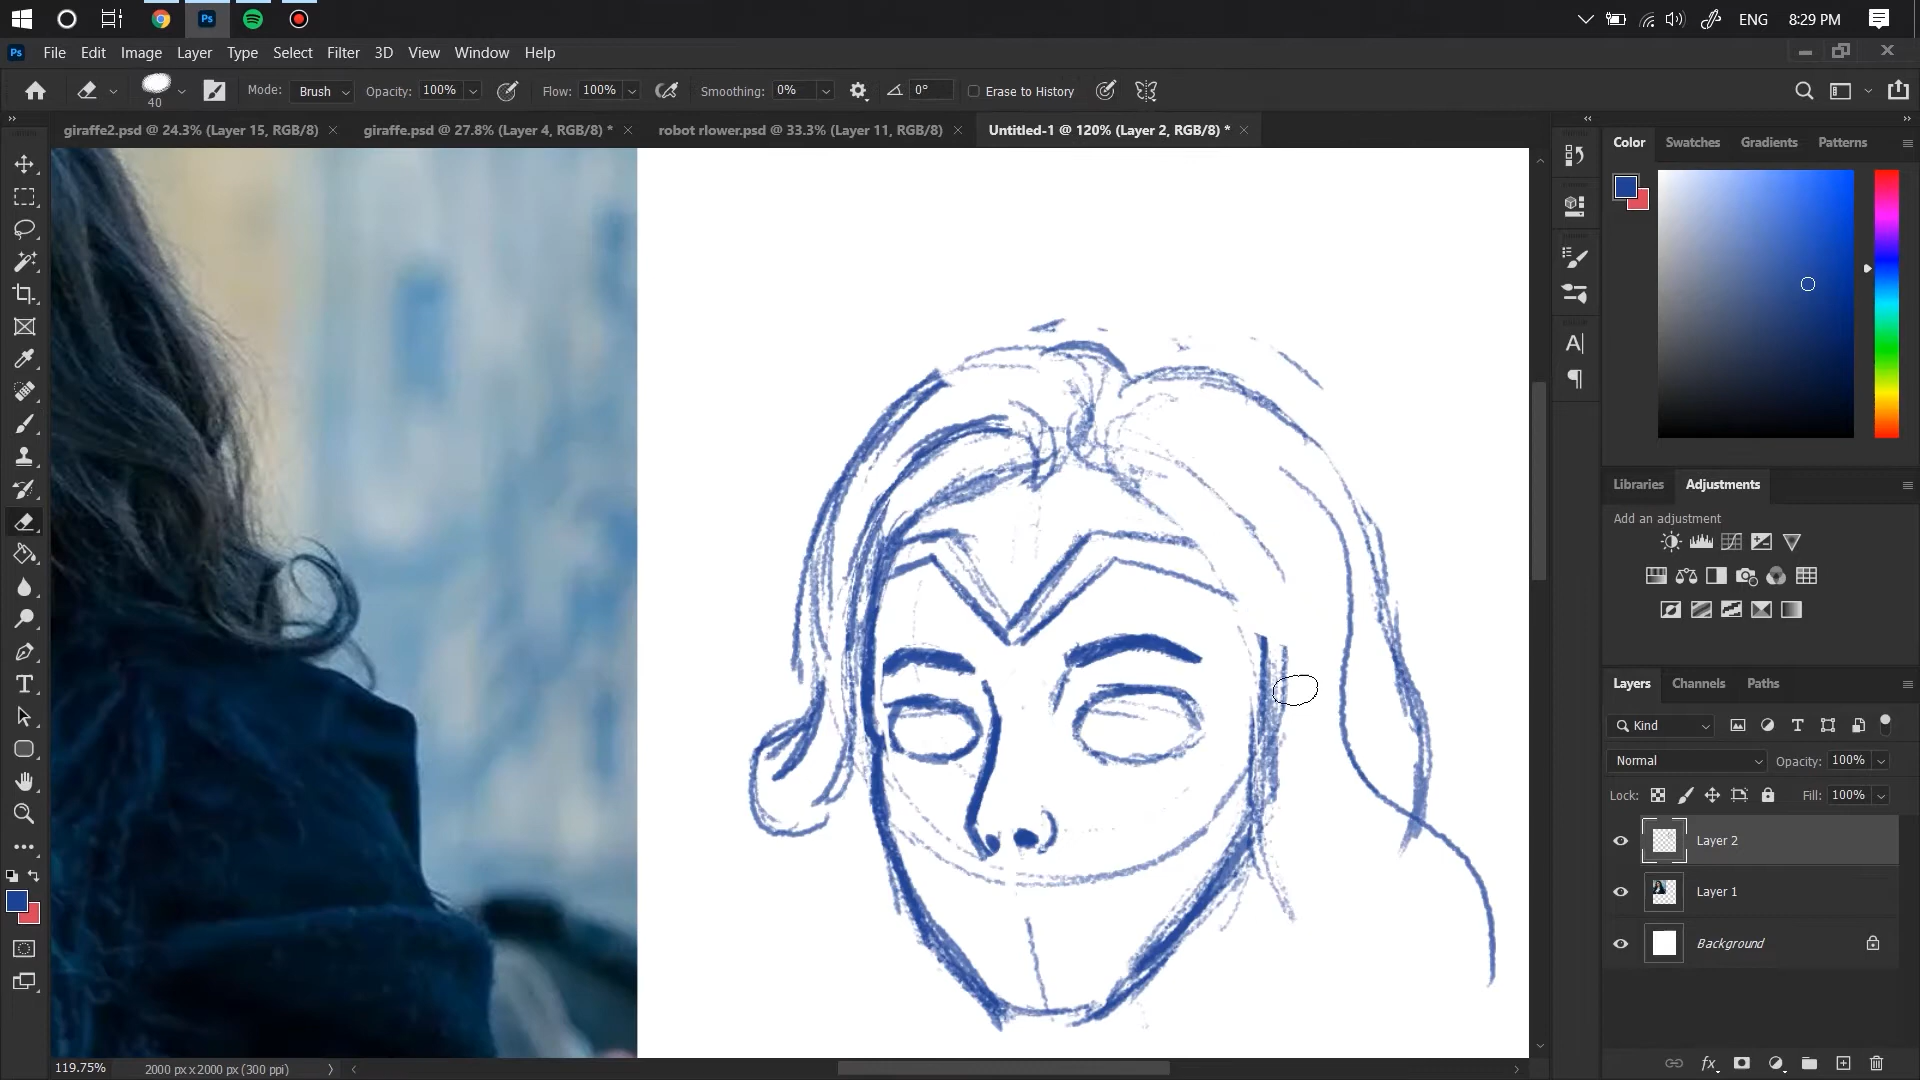 Ps
ENG
8:29 PM
Ps
File Edit Image Layer Type Select Filter 3D View Window Help
40
Mode: Brush
Opacity: 100%
Flow: 100%
Smoothing: 0%
0°
Erase to History
giraffe2.psd @ 24.3% (Layer 15, RGB/8)
giraffe.psd @ 27.8% (Layer 4, RGB/8) *
robot rlower.psd @ 33.3% (Layer 11, RGB/8)
Untitled-1 @ 120% (Layer 2, RGB/8) *
Color Swatches Gradients Patterns
Libraries Adjustments
Add an adjustment
Layers Channels Paths
Kind
Normal
Opacity: 100%
Lock:
Fill: 100%
Layer 2
Layer 1
Background
119.75%
2000 px x 2000 px (300 ppi)
fx